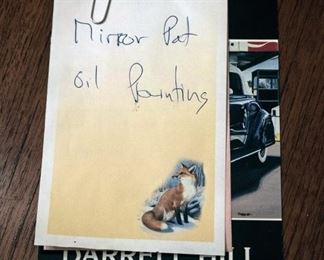 Mirror Pat
oil Painting
DARRELL HILL